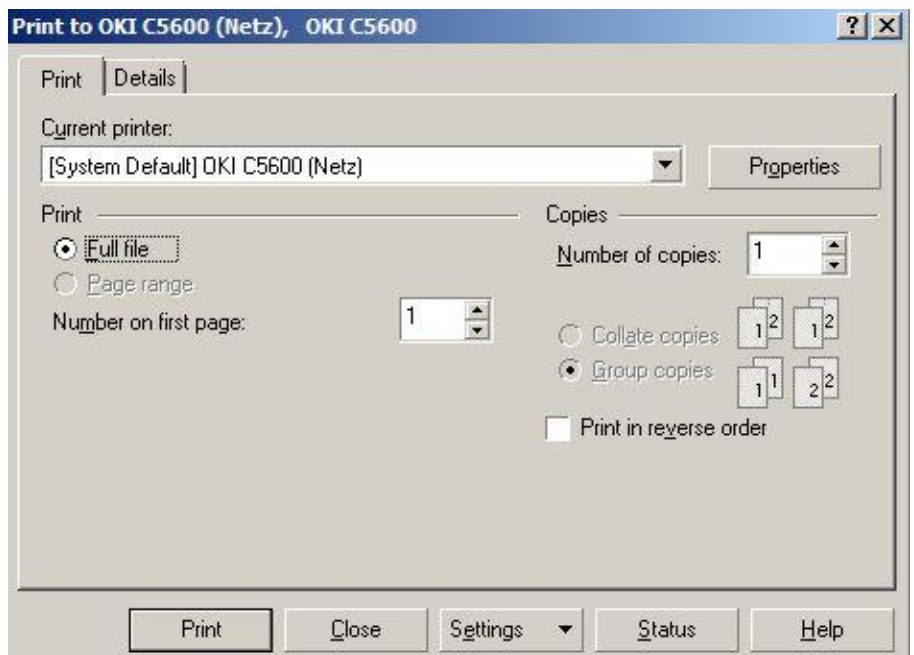 Print to OKI C5600 (Netz),   OKI C5600
Print Details
Current printer:
[System Default] OKI C5600 (Netz)
Properties
Print
Full file
Page range
Number on first page: 1
Copies
Number of copies: 1
Collate copies 1 2 1 2
Group copies 1 1 2 2
Print in reverse order
Print Close Settings Status Help